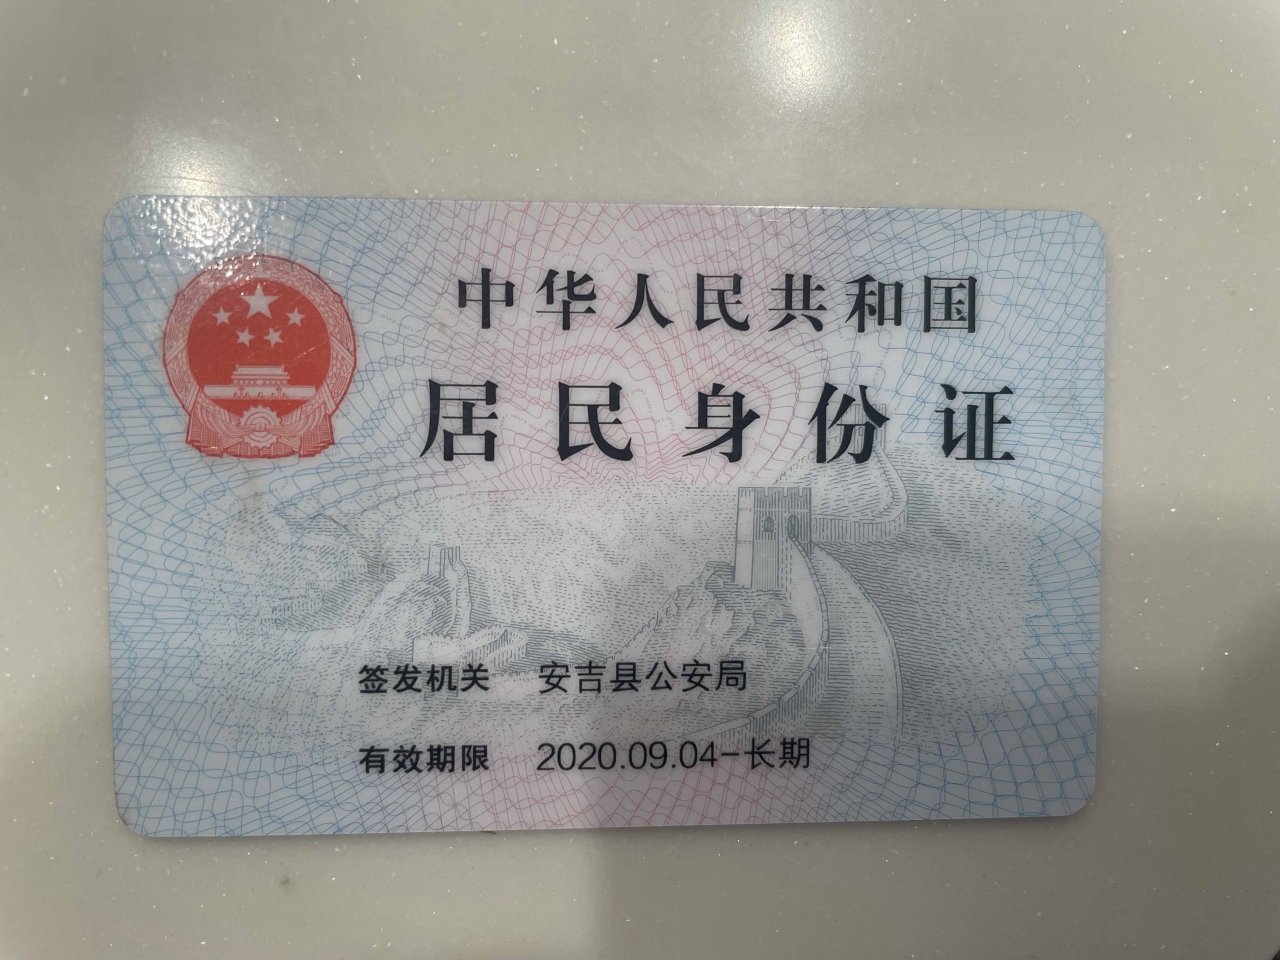 中华人民共和国
居民身份证
签发机关 安吉县公安局
有效期限 2020.09.04-长期